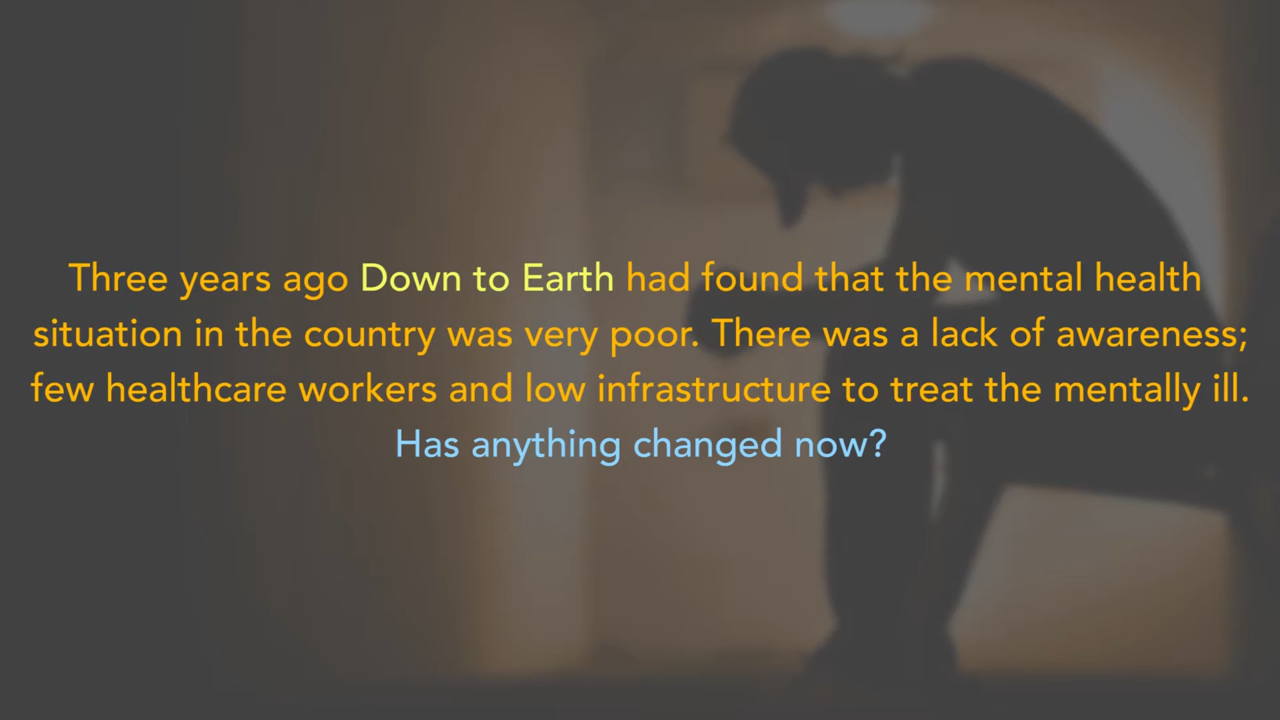 Three years ago Down to Earth had found that the mental health
situation in the country was very poor. There was a lack of awareness;
few healthcare workers and low infrastructure to treat the mentally ill.
Has anything changed now?